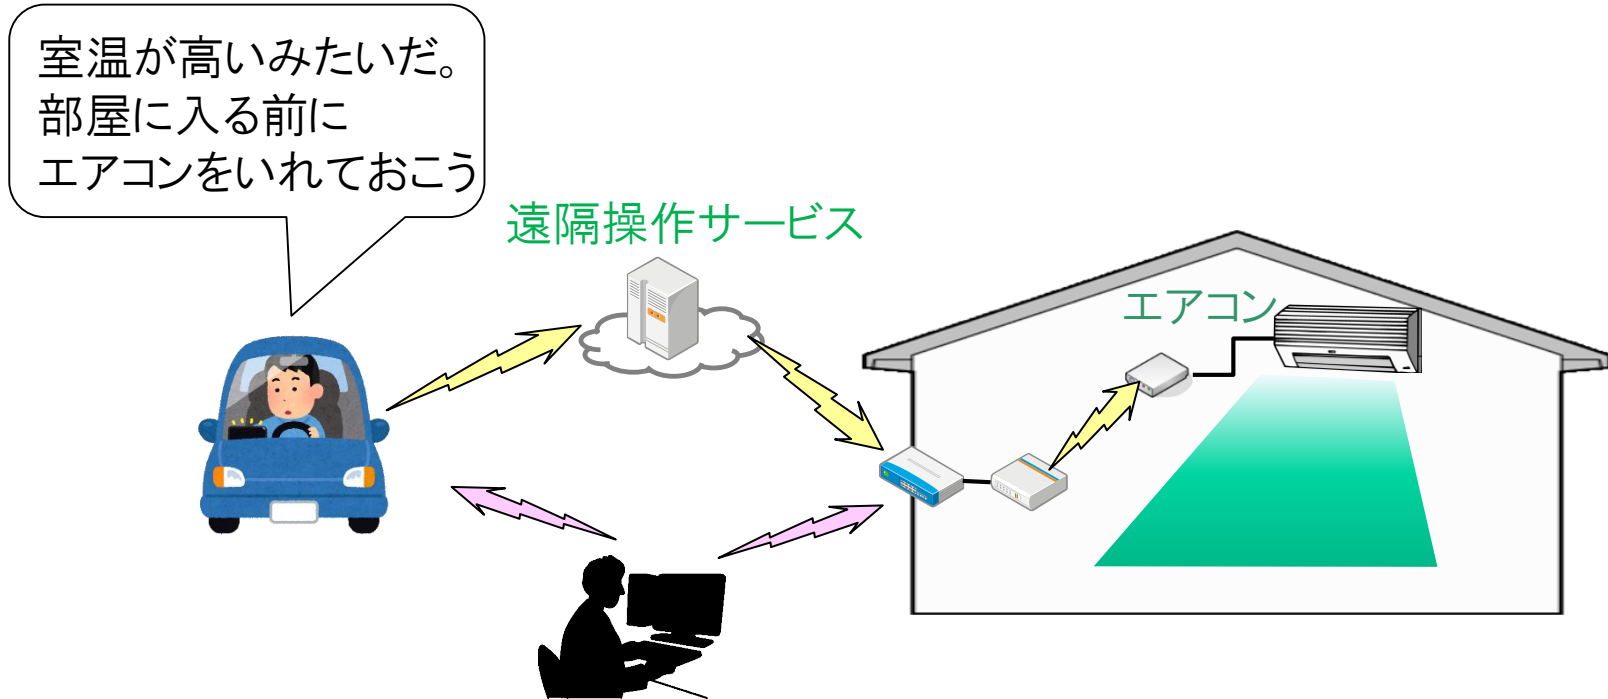 室温が高いみたいだ。
部屋に入る前に
エアコンをいれておこう
遠隔操作サービス
エアコン